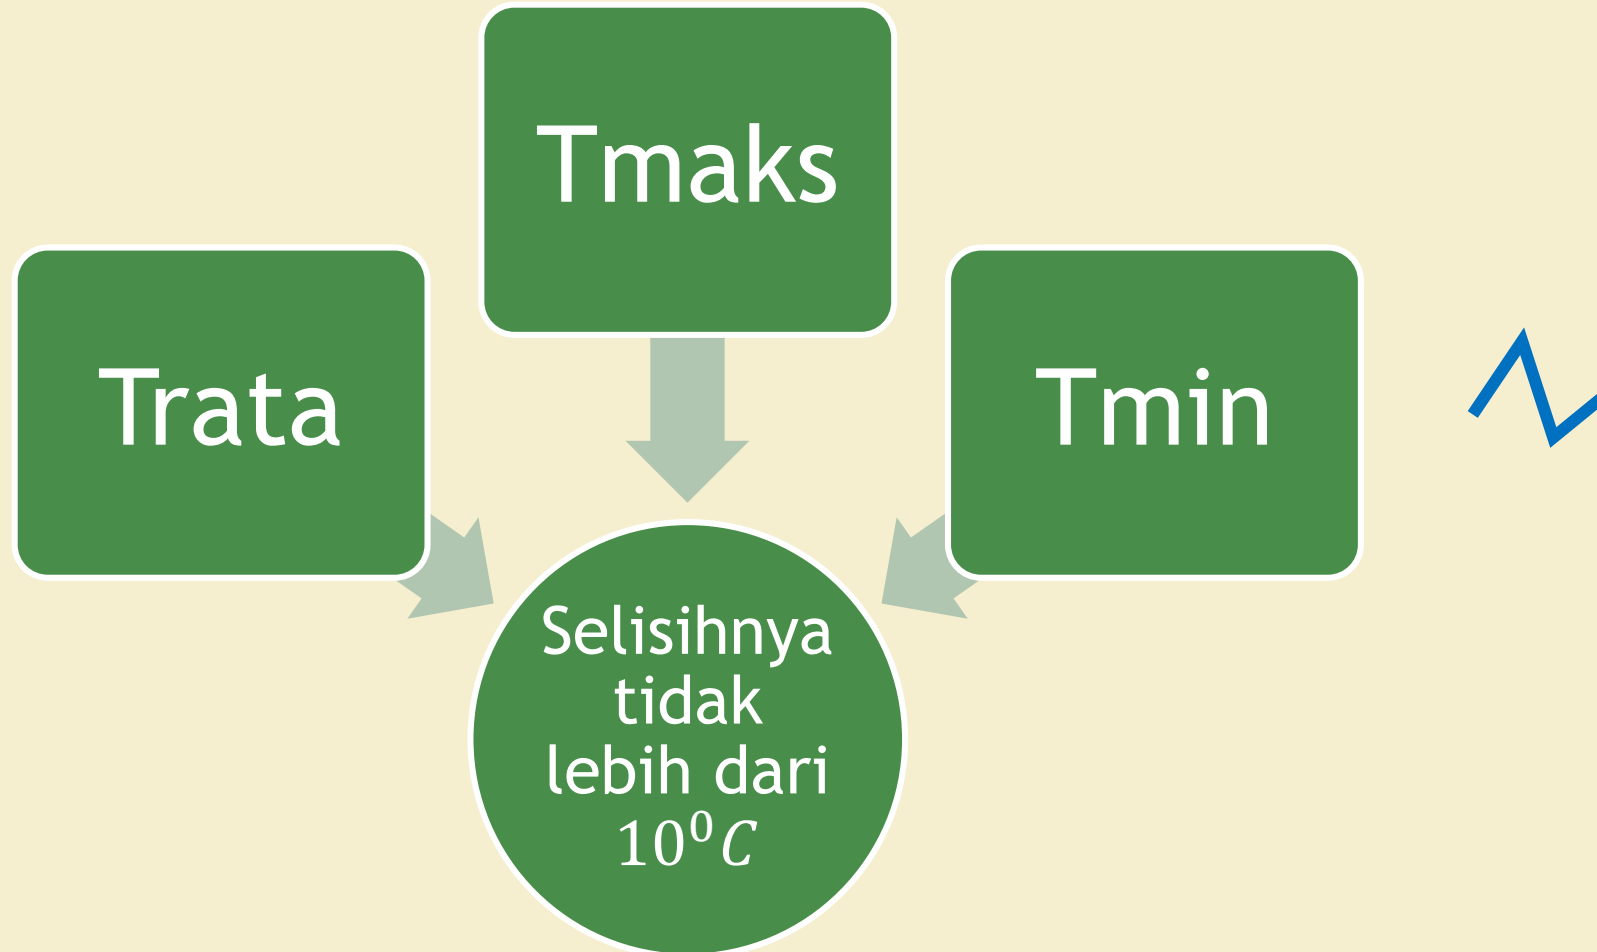 Tmaks
Trata
Tmin
Selisihnya
tidak
lebih dari
10⁰C